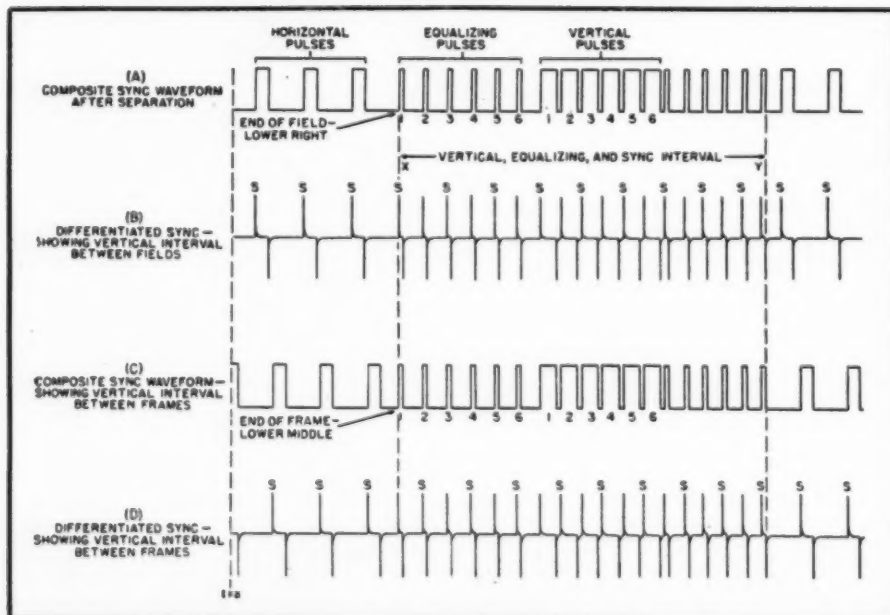 HORIZONTAL
PULSES
EQUALIZING
PULSES
VERTICAL
PULSES
(A)
COMPOSITE SYNC WAVEFORM
AFTER SEPARATION
END OF FIELD-
LOWER RIGHT
1 2 3 4 5 6 1 2 3 4 5 6
VERTICAL, EQUALIZING, AND SYNC INTERVAL
X Y
S S S S S S S S S S S S S S
(B)
DIFFERENTIATED SYNC-
SHOWING VERTICAL INTERVAL
BETWEEN FIELDS
(C)
COMPOSITE SYNC WAVEFORM-
SHOWING VERTICAL INTERVAL
BETWEEN FRAMES
END OF FRAME-
LOWER MIDDLE
1 2 3 4 5 6 1 2 3 4 5 6
S S S S S S S S S S S S S
(D)
DIFFERENTIATED SYNC-
SHOWING VERTICAL INTERVAL
BETWEEN FRAMES